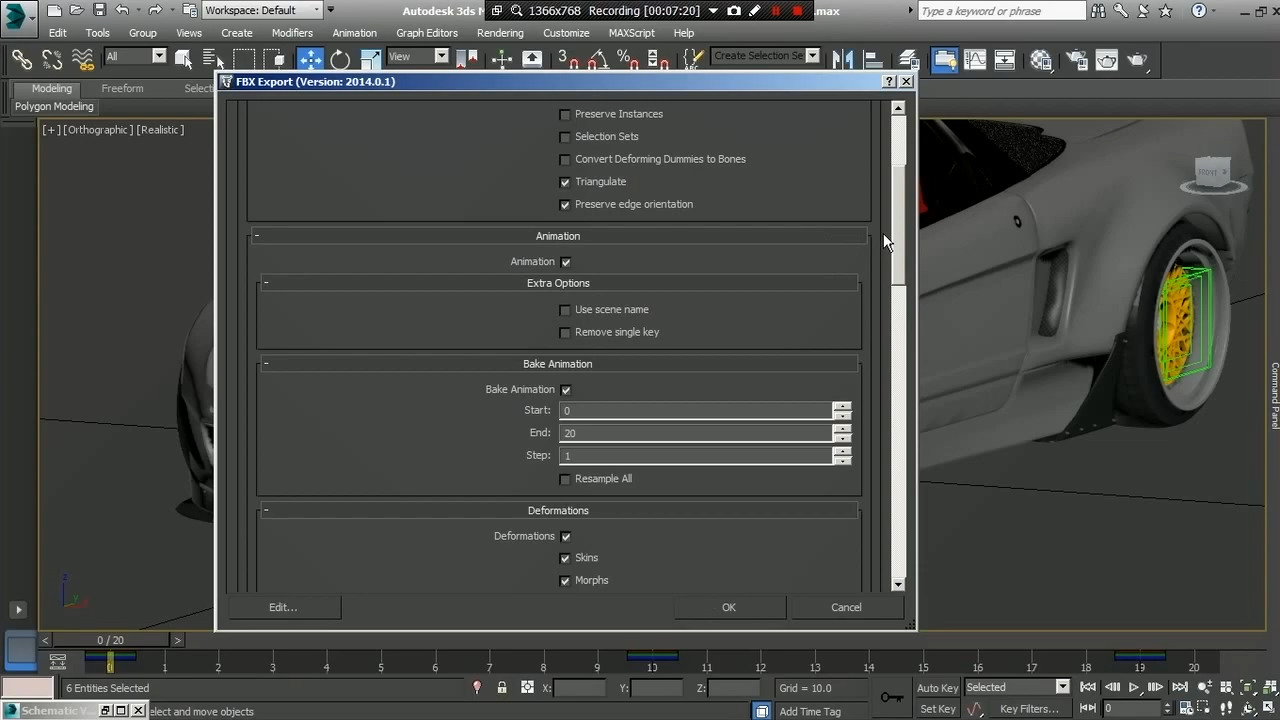 Workspace: Default
Autodesk 3ds M
1366x768
Recording [00:07:20]
.max
Type a keyword or phrase
Edit
Tools
Group
Views
Create
Modifiers
Animation
Graph Editors
Rendering
Customize
MAXScript
Help
All
View
3
Create Selection Se
Modeling
Freeform
Select
Polygon Modeling
[+] [Orthographic] [Realistic]
FBX Export (Version: 2014.0.1)
Preserve Instances
Selection Sets
Convert Deforming Dummies to Bones
Triangulate
Preserve edge orientation
- Animation
Animation
- Extra Options
Use scene name
Remove single key
- Bake Animation
Bake Animation
Start: 0
End: 20
Step: 1
Resample All
- Deformations
Deformations
Skins
Morphs
Edit...
OK
Cancel
FRONT
Command Panel
z
< 0 / 20 >
0 1 2 3 4 5 6 7 8 9 10 11 12 13 14 15 16 17 18 19 20
6 Entities Selected
X:
Y:
Z:
Grid = 10.0
Auto Key
Selected
Schematic V...
elect and move objects
Add Time Tag
Set Key
Key Filters...
0